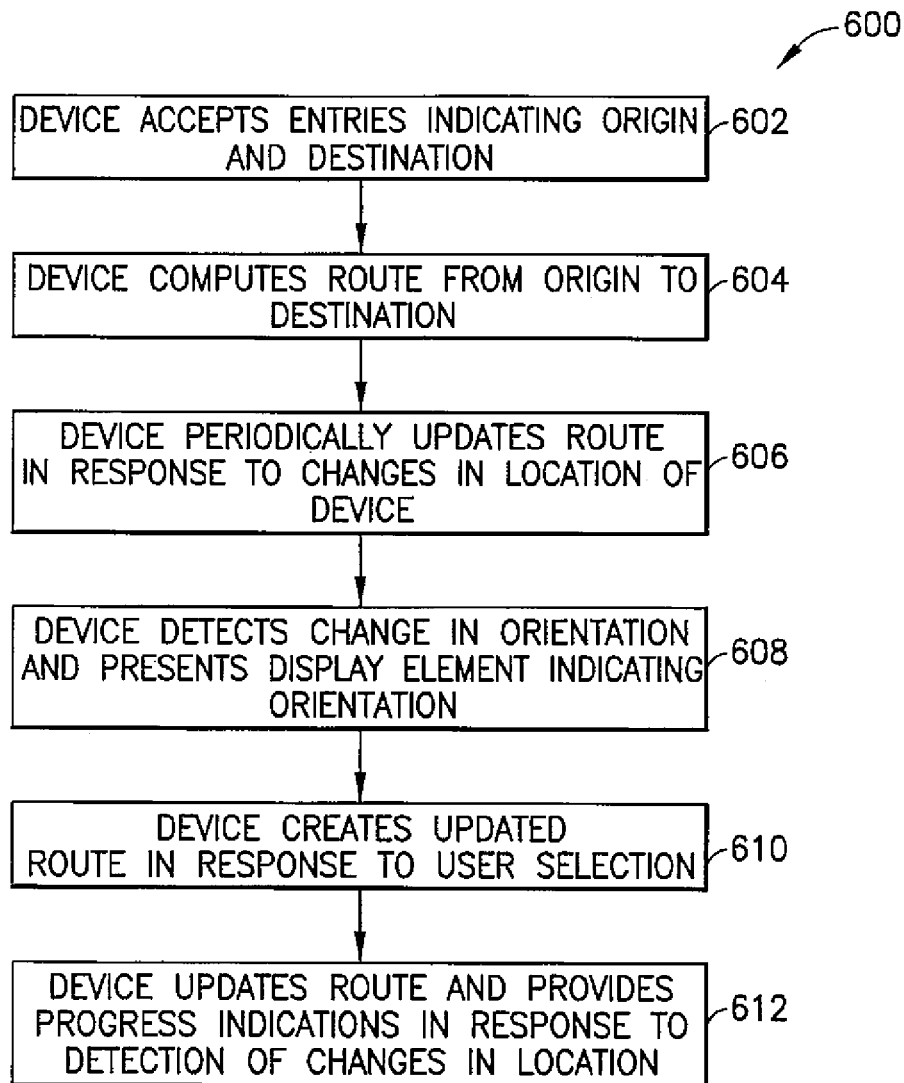 600
DEVICE ACCEPTS ENTRIES INDICATING ORIGIN
AND DESTINATION
602
DEVICE COMPUTES ROUTE FROM ORIGIN TO
DESTINATION
604
DEVICE PERIODICALLY UPDATES ROUTE
IN RESPONSE TO CHANGES IN LOCATION OF
DEVICE
606
DEVICE DETECTS CHANGE IN ORIENTATION
AND PRESENTS DISPLAY ELEMENT INDICATING
ORIENTATION
608
DEVICE CREATES UPDATED
ROUTE IN RESPONSE TO USER SELECTION
610
DEVICE UPDATES ROUTE AND PROVIDES
PROGRESS INDICATIONS IN RESPONSE TO
DETECTION OF CHANGES IN LOCATION
612